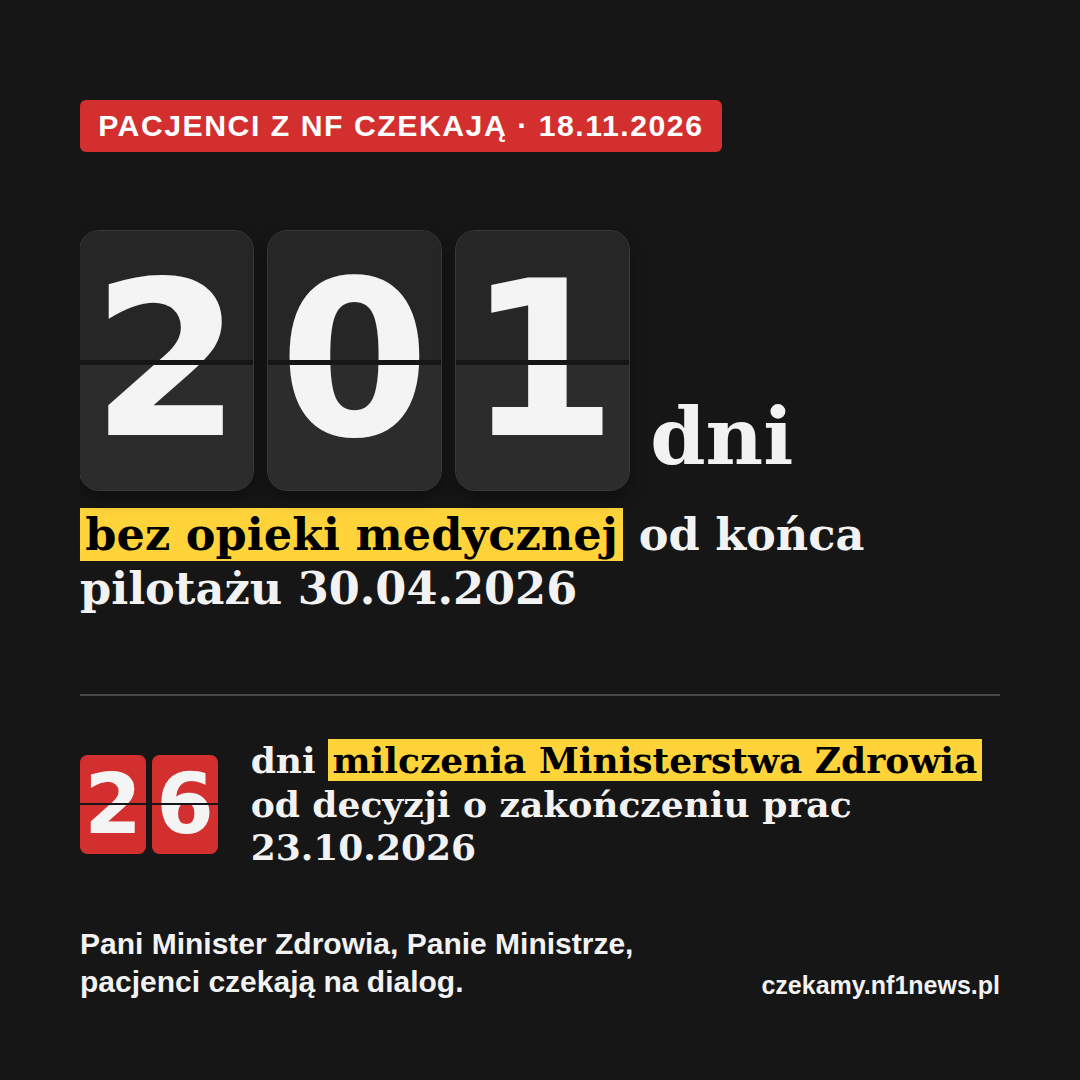 PACJENCI Z NF CZEKAJĄ · 18.11.2026
201 dni
bez opieki medycznej od końca
pilotażu 30.04.2026
26
dni milczenia Ministerstwa Zdrowia
od decyzji o zakończeniu prac
23.10.2026
Pani Minister Zdrowia, Panie Ministrze,
pacjenci czekają na dialog.
czekamy.nf1news.pl